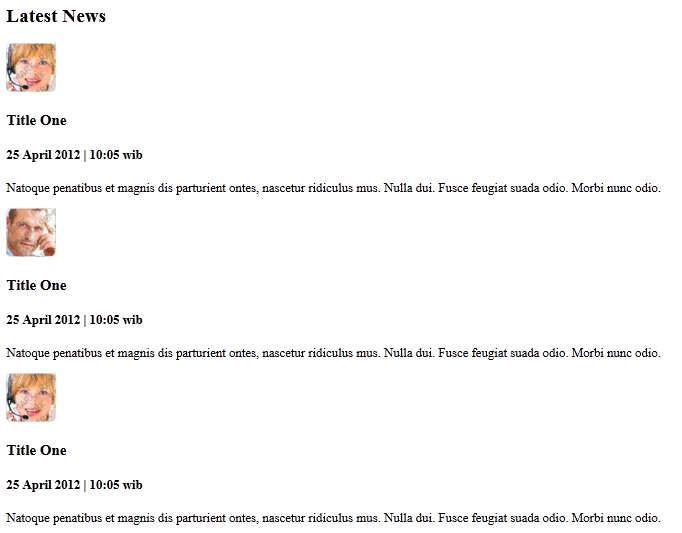 Latest News
Title One
25 April 2012 | 10:05 wib
Natoque penatibus et magnis dis parturient ontes, nascetur ridiculus mus. Nulla dui. Fusce feugiat suada odio. Morbi nunc odio.
Title One
25 April 2012 | 10:05 wib
Natoque penatibus et magnis dis parturient ontes, nascetur ridiculus mus. Nulla dui. Fusce feugiat suada odio. Morbi nunc odio.
Title One
25 April 2012 | 10:05 wib
Natoque penatibus et magnis dis parturient ontes, nascetur ridiculus mus. Nulla dui. Fusce feugiat suada odio. Morbi nunc odio.